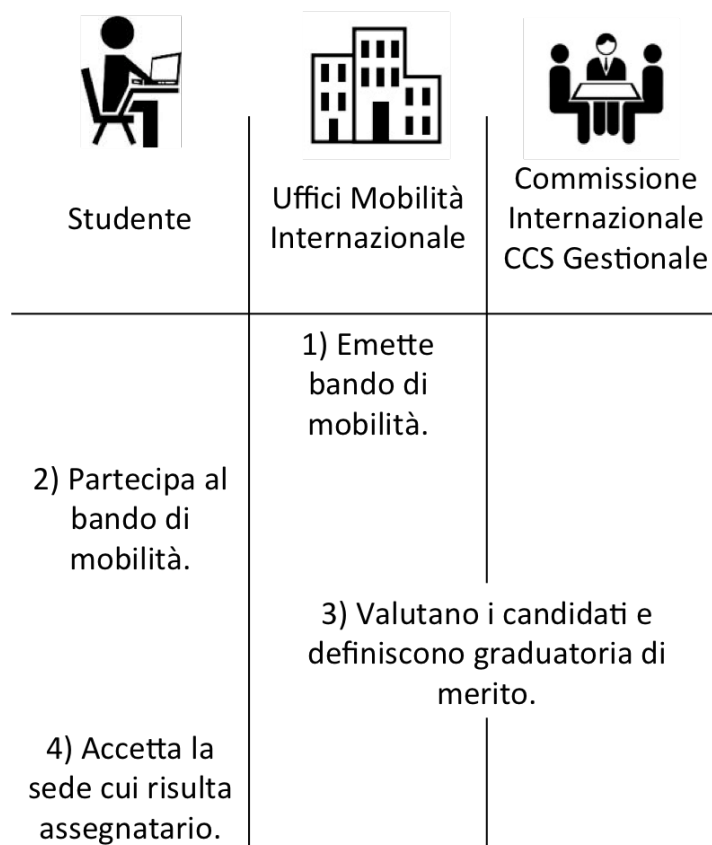 Studente
Uffici Mobilità
Internazionale
Commissione
Internazionale
CCS Gestionale
1) Emette
bando di
mobilità.
2) Partecipa al
bando di
mobilità.
3) Valutano i candidati e
definiscono graduatoria di
merito.
4) Accetta la
sede cui risulta
assegnatario.